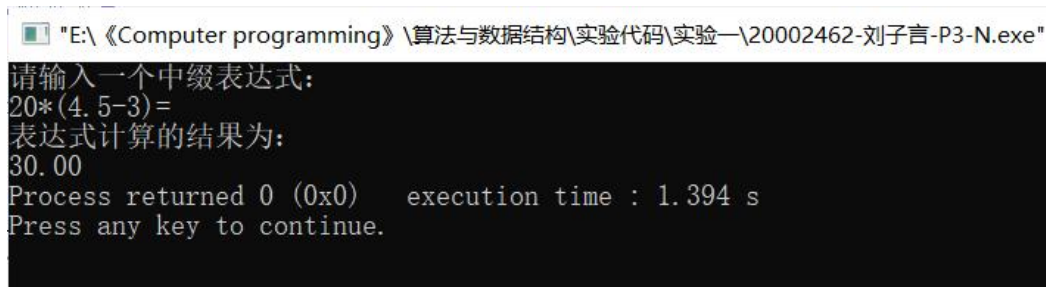 "E:\《Computer programming》\算法与数据结构\实验代码\实验一\20002462-刘子言-P3-N.exe"
请输入一个中缀表达式：
20*(4.5-3)=
表达式计算的结果为：
30.00
Process returned 0 (0x0)   execution time : 1.394 s
Press any key to continue.